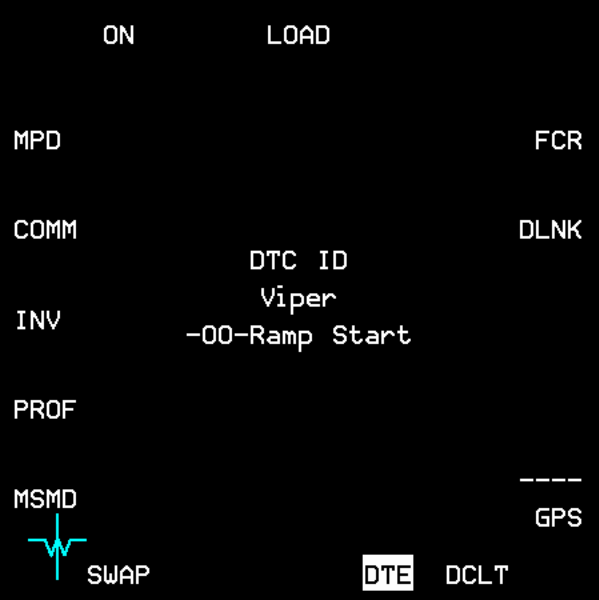 ON LOAD
MPD FCR
COMM DLNK
DTC ID
Viper
INV
-00-Ramp Start
PROF
----
MSMD
GPS
SWAP DTE DCLT